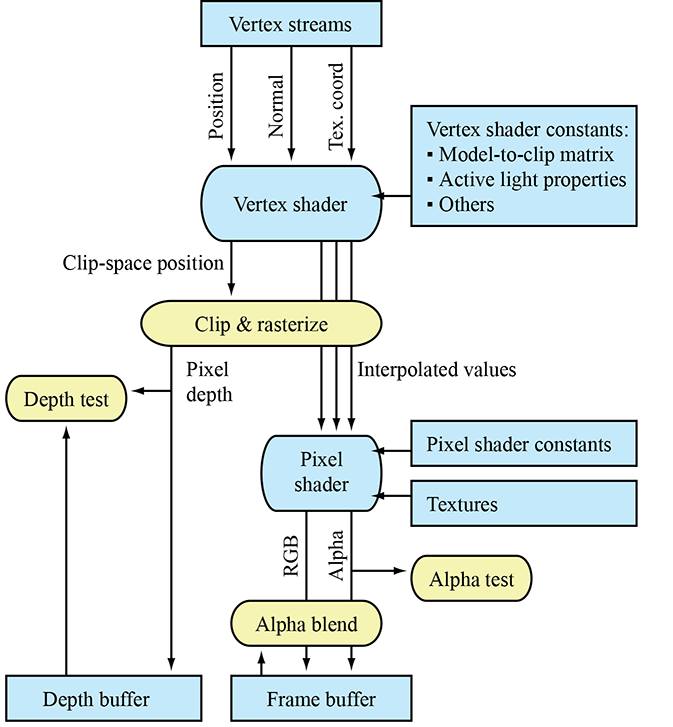 Vertex streams
Position
Normal
Tex. coord
Vertex shader constants:
▪ Model-to-clip matrix
▪ Active light properties
▪ Others
Vertex shader
Clip-space position
Clip & rasterize
Pixel
depth
Interpolated values
Depth test
Pixel shader constants
Pixel
shader
Textures
RGB
Alpha
Alpha test
Alpha blend
Depth buffer
Frame buffer